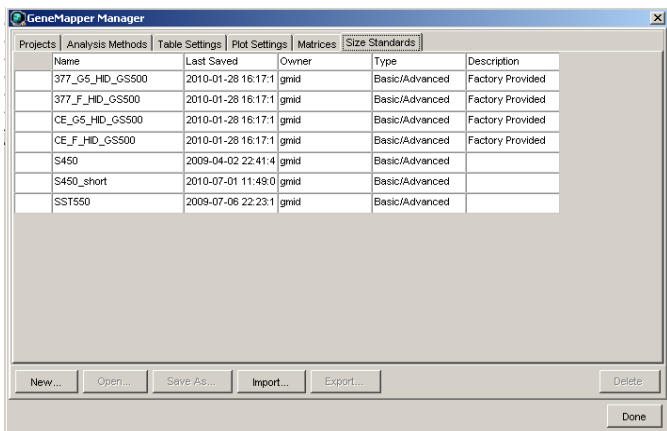 GeneMapper Manager
Projects Analysis Methods Table Settings Plot Settings Matrices Size Standards
Name Last Saved Owner Type Description
377_G5_HID_GS500 2010-01-28 16:17:1 gmid Basic/Advanced Factory Provided
377_F_HID_GS500 2010-01-28 16:17:1 gmid Basic/Advanced Factory Provided
CE_G5_HID_GS500 2010-01-28 16:17:1 gmid Basic/Advanced Factory Provided
CE_F_HID_GS500 2010-01-28 16:17:1 gmid Basic/Advanced Factory Provided
S450 2009-04-02 22:41:4 gmid Basic/Advanced
S450_short 2010-07-01 11:49:0 gmid Basic/Advanced
SST550 2009-07-06 22:23:1 gmid Basic/Advanced
New... Open... Save As... Import... Export... Delete
Done